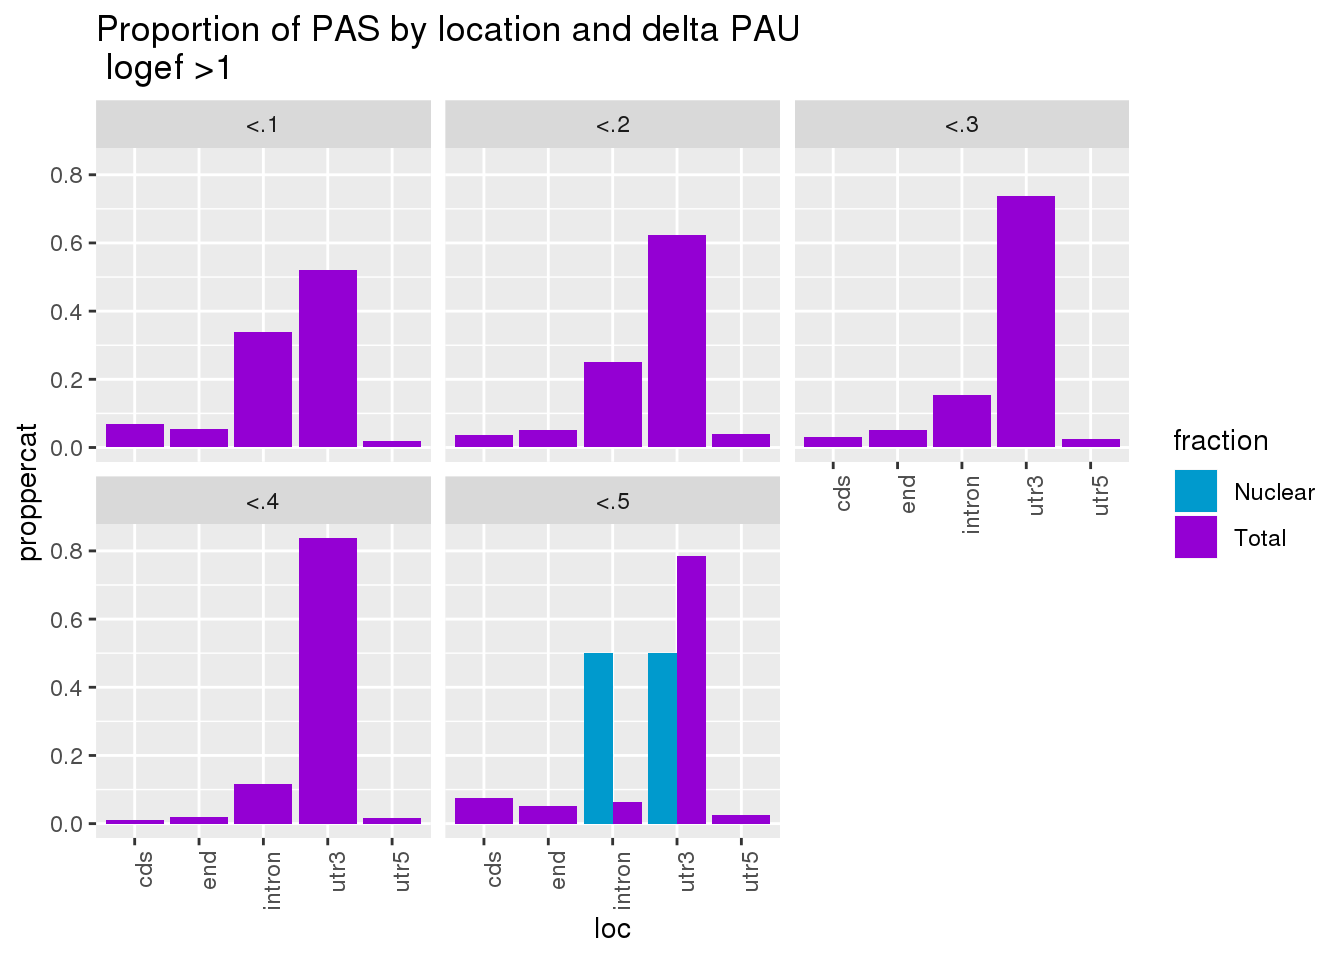 Proportion of PAS by location and delta PAU
logef >1
<.1
<.2
<.3
0.8
0.6
0.4
0.2
0.0
cds
end
intron
utr3
utr5
<.4
<.5
0.8
0.6
0.4
0.2
0.0
cds
end
intron
utr3
utr5
cds
end
intron
utr3
utr5
loc
proppercat
fraction
Nuclear
Total